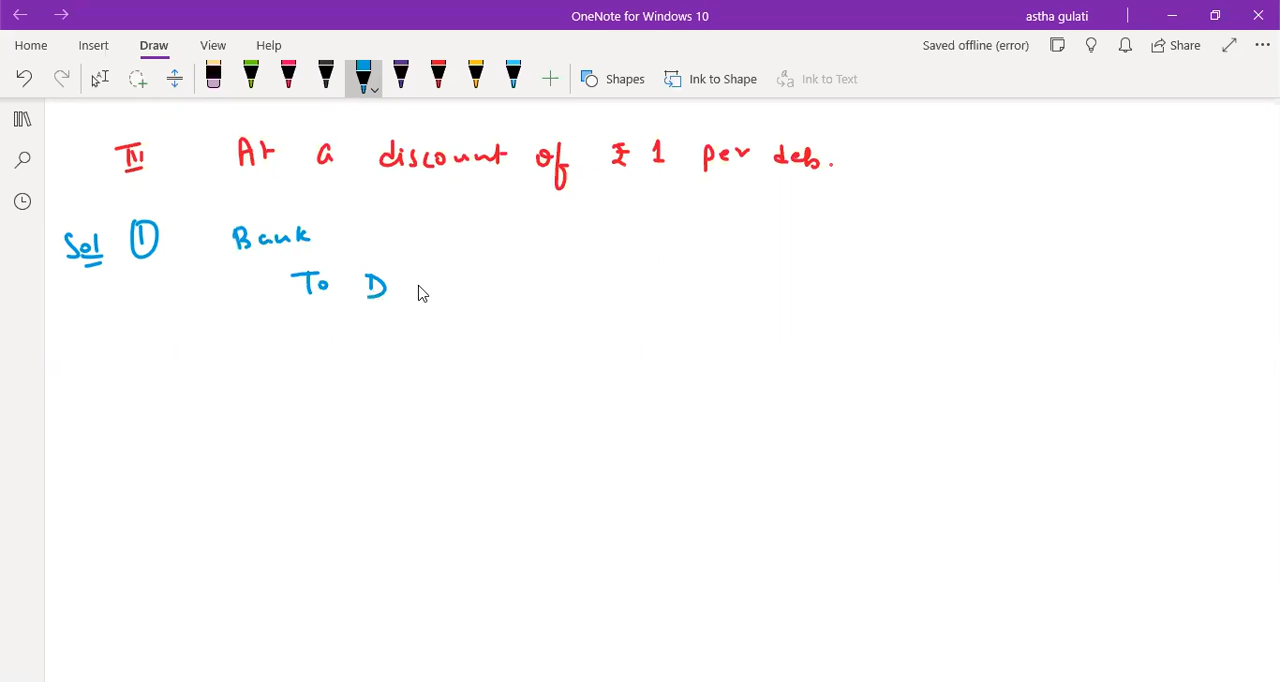 OneNote for Windows 10
astha gulati
Home Insert Draw View Help
Saved offline (error)
Share
Shapes
Ink to Shape
Ink to Text
III At a discount of ₹ 1 per deb.
Sol ① Bank
To D